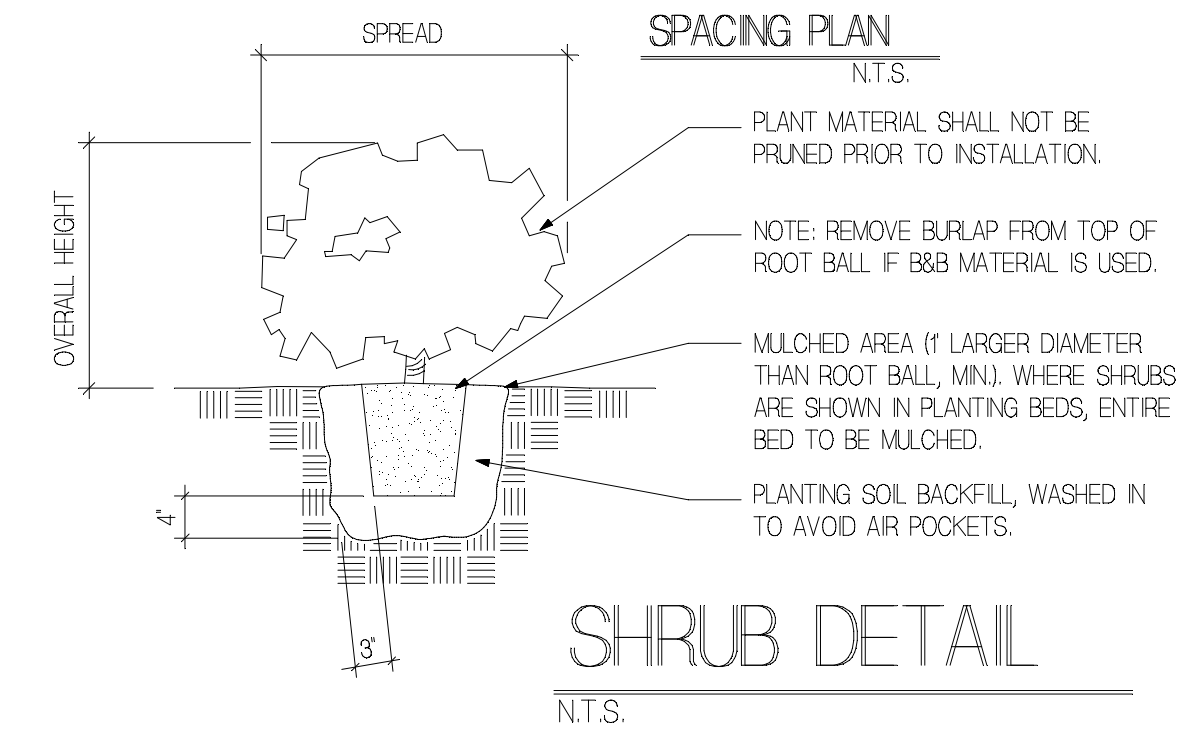 SPREAD
SPACING PLAN
N.T.S.
PLANT MATERIAL SHALL NOT BE
PRUNED PRIOR TO INSTALLATION.
OVERALL HEIGHT
NOTE: REMOVE BURLAP FROM TOP OF
ROOT BALL IF B&B MATERIAL IS USED.
MULCHED AREA (1' LARGER DIAMETER
THAN ROOT BALL, MIN.). WHERE SHRUBS
ARE SHOWN IN PLANTING BEDS, ENTIRE
BED TO BE MULCHED.
PLANTING SOIL BACKFILL, WASHED IN
TO AVOID AIR POCKETS.
4"
3"
SHRUB DETAIL
N.T.S.